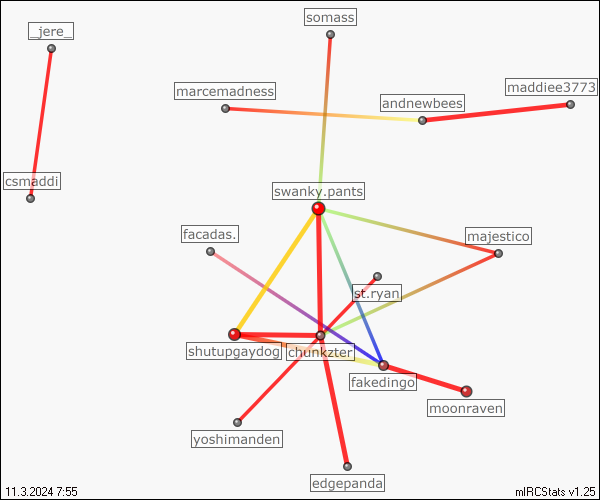 somass
_jere_
marcemadness
maddiee3773
andnewbees
csmaddi
swanky.pants
facadas.
majestico
st.ryan
shutupgaydog
chunkzter
fakedingo
moonraven
yoshimanden
edgepanda
11.3.2024 7:55
mIRCStats v1.25